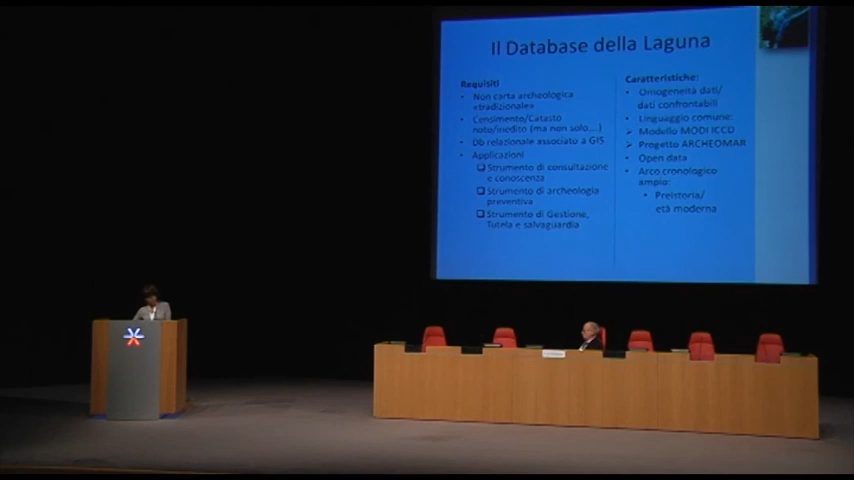 Il Database della Laguna
Requisiti
• Non carta archeologica
«tradizionale»
• Censimento/Catasto
noto/inedito (ma non solo...)
• Db relazionale associato a GIS
• Applicazioni
❑ Strumento di consultazione
e conoscenza
❑ Strumento di archeologia
preventiva
❑ Strumento di Gestione,
Tutela e salvaguardia
Caratteristiche:
• Omogeneità dati/
dati confrontabili
• Linguaggio comune:
➢ Modello MODI ICCD
➢ Progetto ARCHEOMAR
• Open data
• Arco cronologico
ampio:
• Preistoria/
età moderna